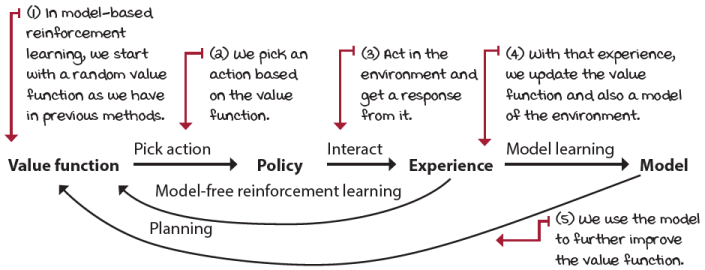 (1) In model-based
reinforcement
learning, we start
with a random value
function as we have
in previous methods.
(2) We pick an
action based
on the value
function.
(3) Act in the
environment and
get a response
from it.
(4) With that experience,
we update the value
function and also a model
of the environment.
Value function
Pick action
Policy
Interact
Experience
Model learning
Model
Model-free reinforcement learning
Planning
(5) We use the model
to further improve
the value function.